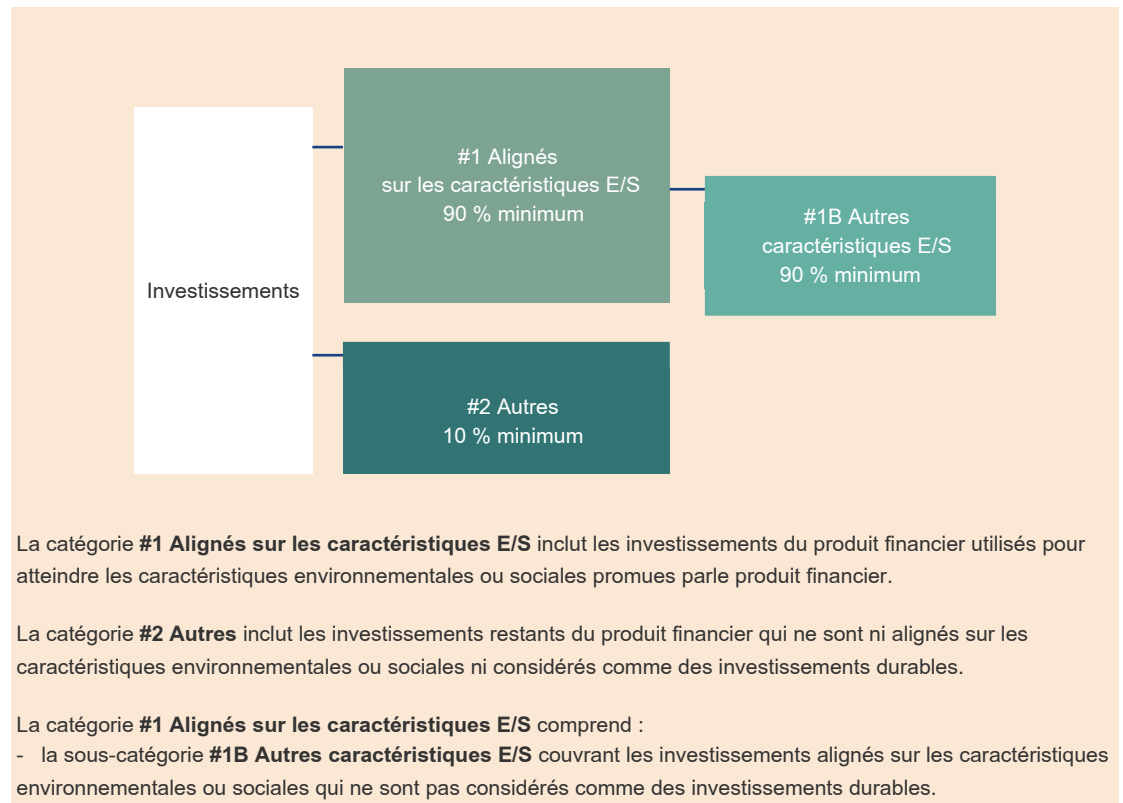 Investissements
#1 Alignés
sur les caractéristiques E/S
90 % minimum
#1B Autres
caractéristiques E/S
90 % minimum
#2 Autres
10 % minimum
La catégorie #1 Alignés sur les caractéristiques E/S inclut les investissements du produit financier utilisés pour
atteindre les caractéristiques environnementales ou sociales promues parle produit financier.
La catégorie #2 Autres inclut les investissements restants du produit financier qui ne sont ni alignés sur les
caractéristiques environnementales ou sociales ni considérés comme des investissements durables.
La catégorie #1 Alignés sur les caractéristiques E/S comprend :
- la sous-catégorie #1B Autres caractéristiques E/S couvrant les investissements alignés sur les caractéristiques
environnementales ou sociales qui ne sont pas considérés comme des investissements durables.